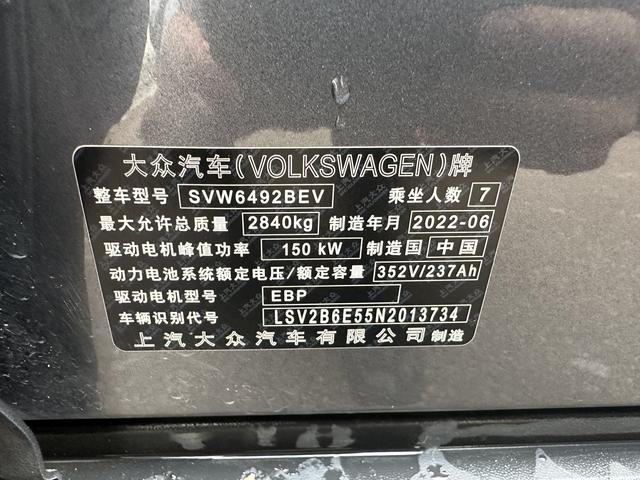 大众汽车(VOLKSWAGEN)牌
整车型号 SVW6492BEV 乘坐人数 7
最大允许总质量 2840kg 制造年月 2022-06
驱动电机峰值功率 150 kW 制造国 中国
动力电池系统额定电压/额定容量 352V/237Ah
驱动电机型号 EBP
车辆识别代号 LSV2B6E55N2013734
上汽大众汽车有限公司 制造